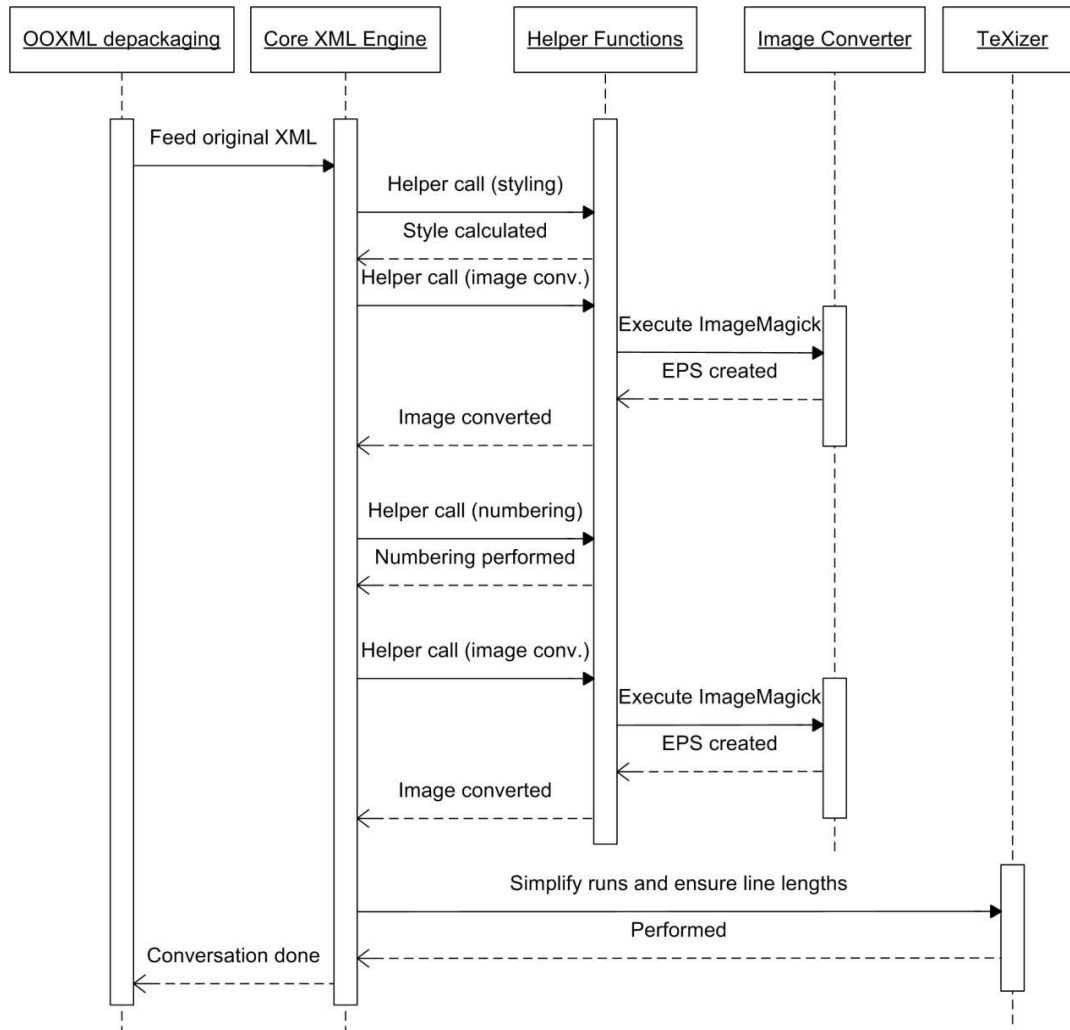 OOXML depackaging
Core XML Engine
Helper Functions
Image Converter
TeXizer
Feed original XML
Helper call (styling)
Style calculated
Helper call (image conv.)
Execute ImageMagick
EPS created
Image converted
Helper call (numbering)
Numbering performed
Helper call (image conv.)
Execute ImageMagick
EPS created
Image converted
Simplify runs and ensure line lengths
Performed
Conversation done